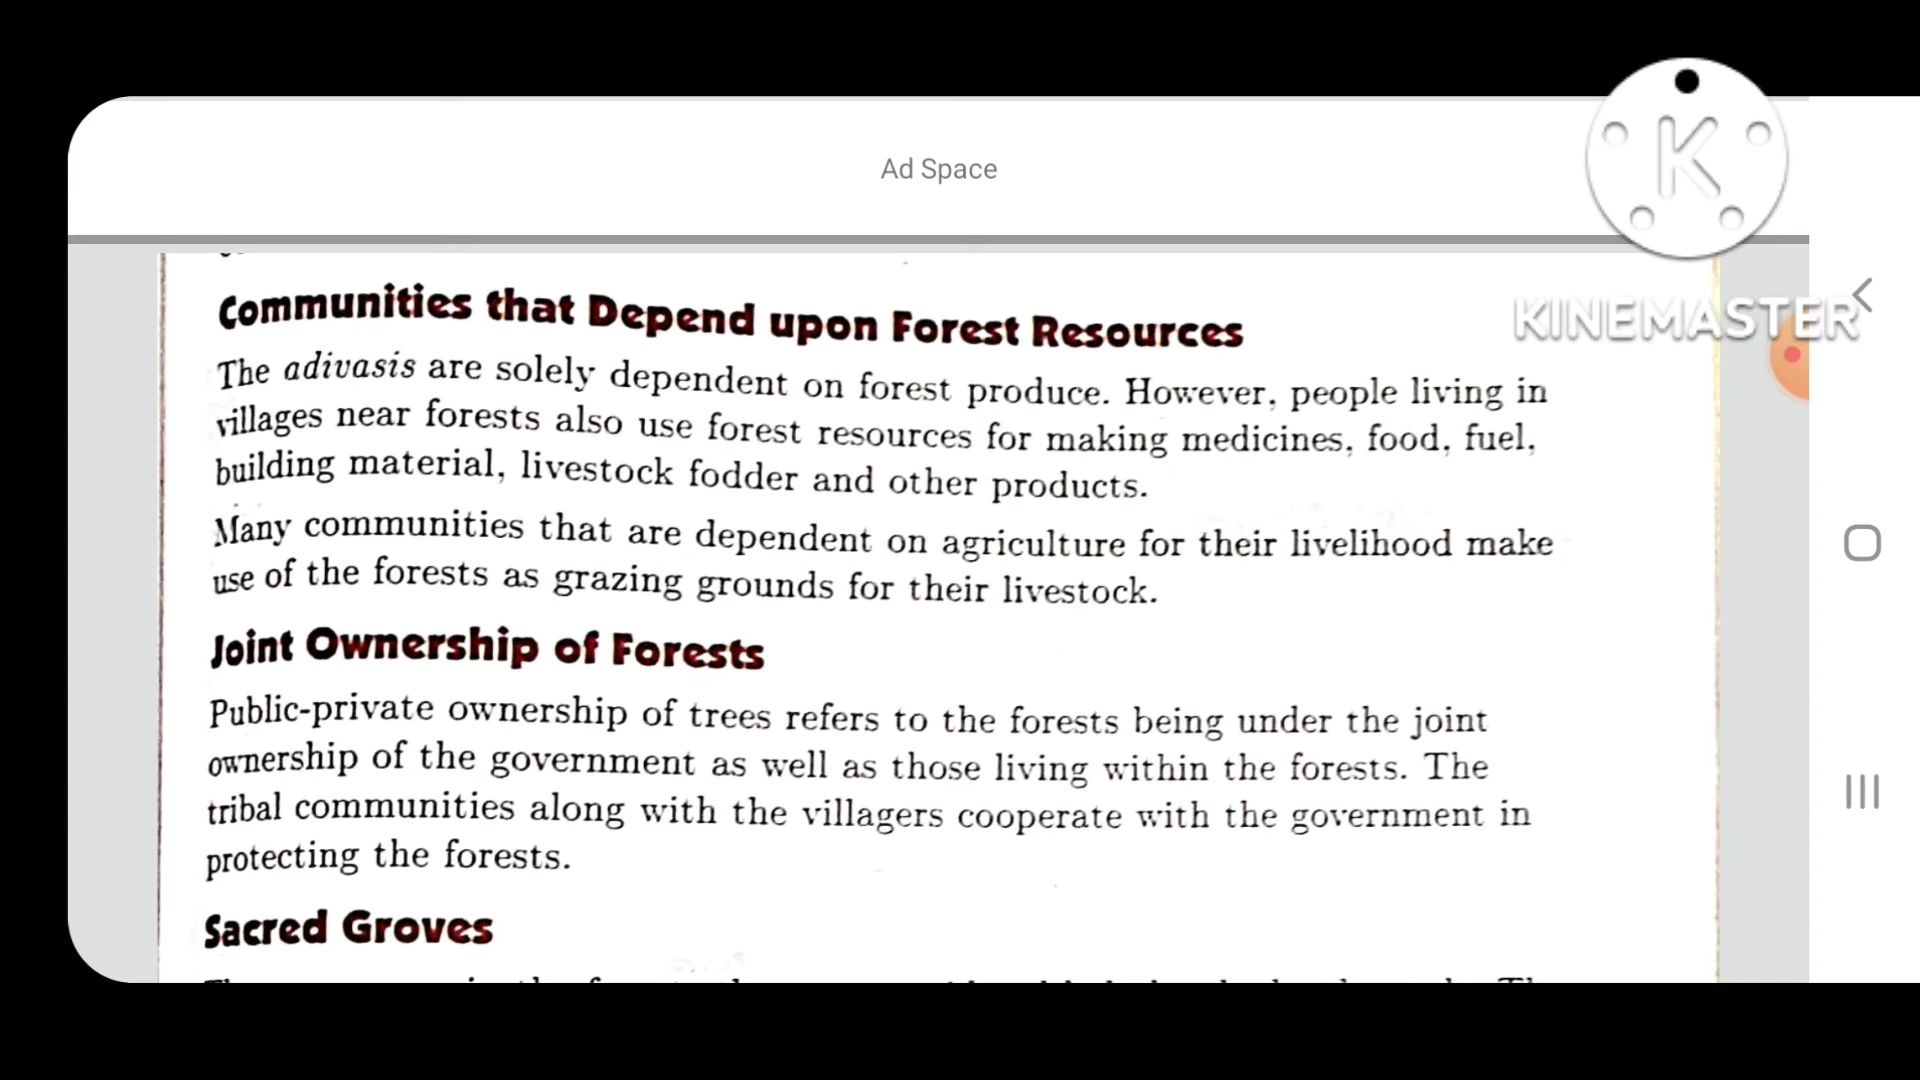 Ad Space
KINEMASTER
Communities that Depend upon Forest Resources
The adivasis are solely dependent on forest produce. However, people living in
villages near forests also use forest resources for making medicines, food, fuel,
building material, livestock fodder and other products.
Many communities that are dependent on agriculture for their livelihood make
use of the forests as grazing grounds for their livestock.
Joint Ownership of Forests
Public-private ownership of trees refers to the forests being under the joint
ownership of the government as well as those living within the forests. The
tribal communities along with the villagers cooperate with the government in
protecting the forests.
Sacred Groves